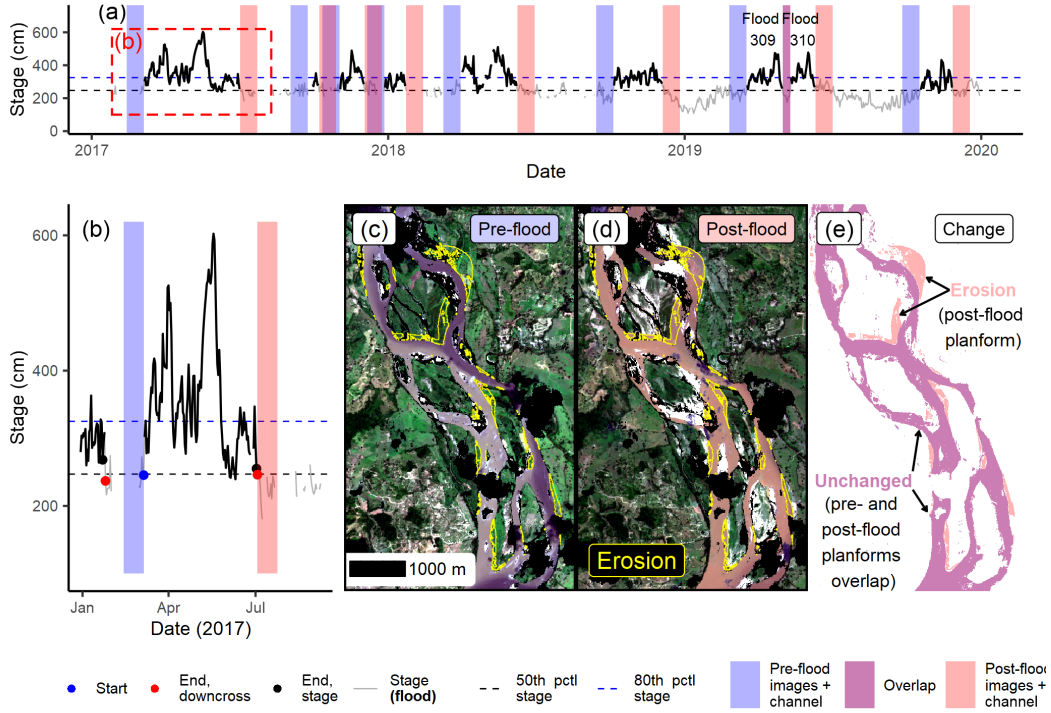 (a)
Stage (cm)
600
400
200
0
(b)
Flood
309
Flood
310
2017
2018
2019
2020
Date
(b)
Stage (cm)
600
400
200
Jan
Apr
Jul
Date (2017)
(c)
Pre-flood
1000 m
(d)
Post-flood
Erosion
(e)
Change
Erosion
(post-flood
planform)
Unchanged
(pre- and
post-flood
planforms
overlap)
Start
End,
downcross
End,
stage
Stage
(flood)
50th pctl
stage
80th pctl
stage
Pre-flood
images +
channel
Overlap
Post-flood
images +
channel